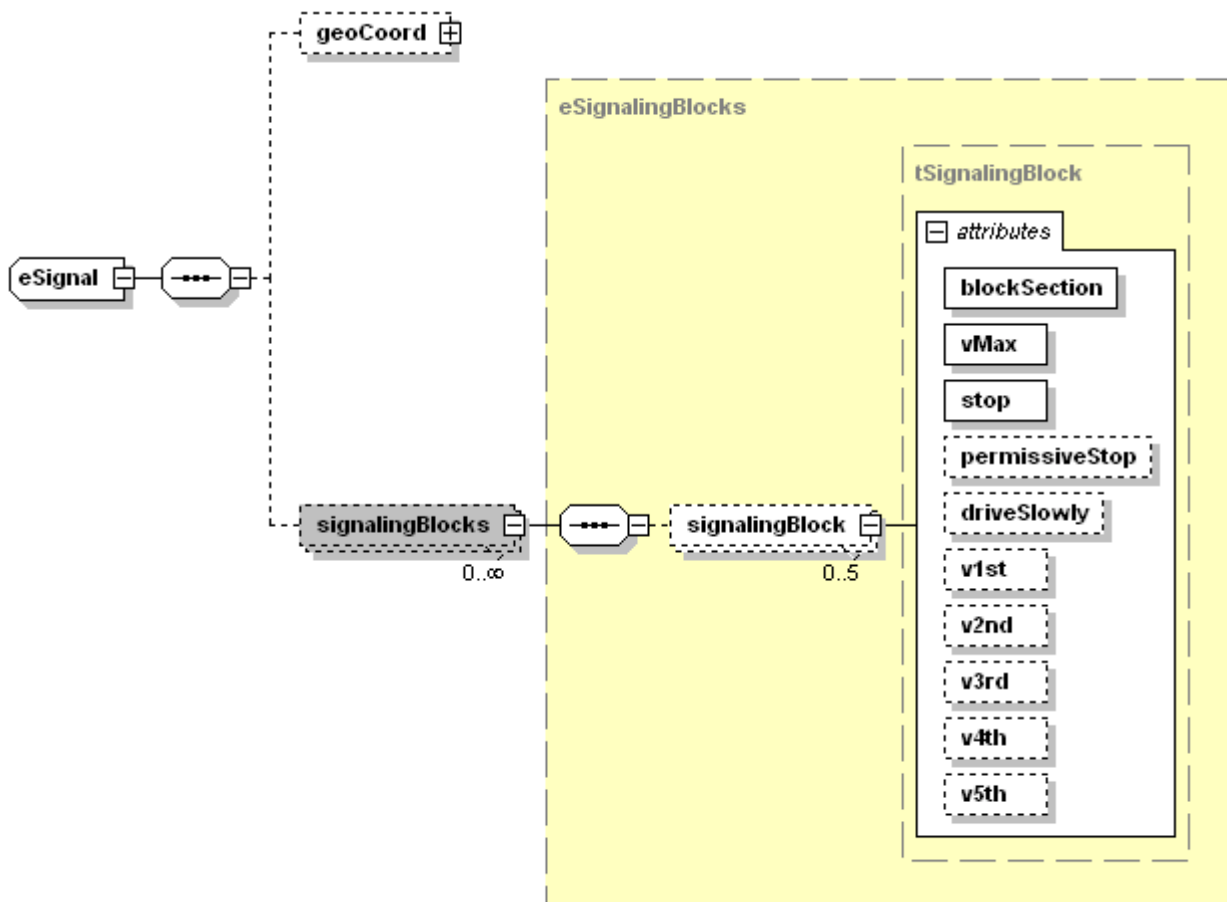 geoCoord
eSignalingBlocks
tSignalingBlock
attributes
eSignal
blockSection
vMax
stop
permissiveStop
driveSlowly
signalingBlocks
signalingBlock
0..∞
0..5
v1st
v2nd
v3rd
v4th
v5th